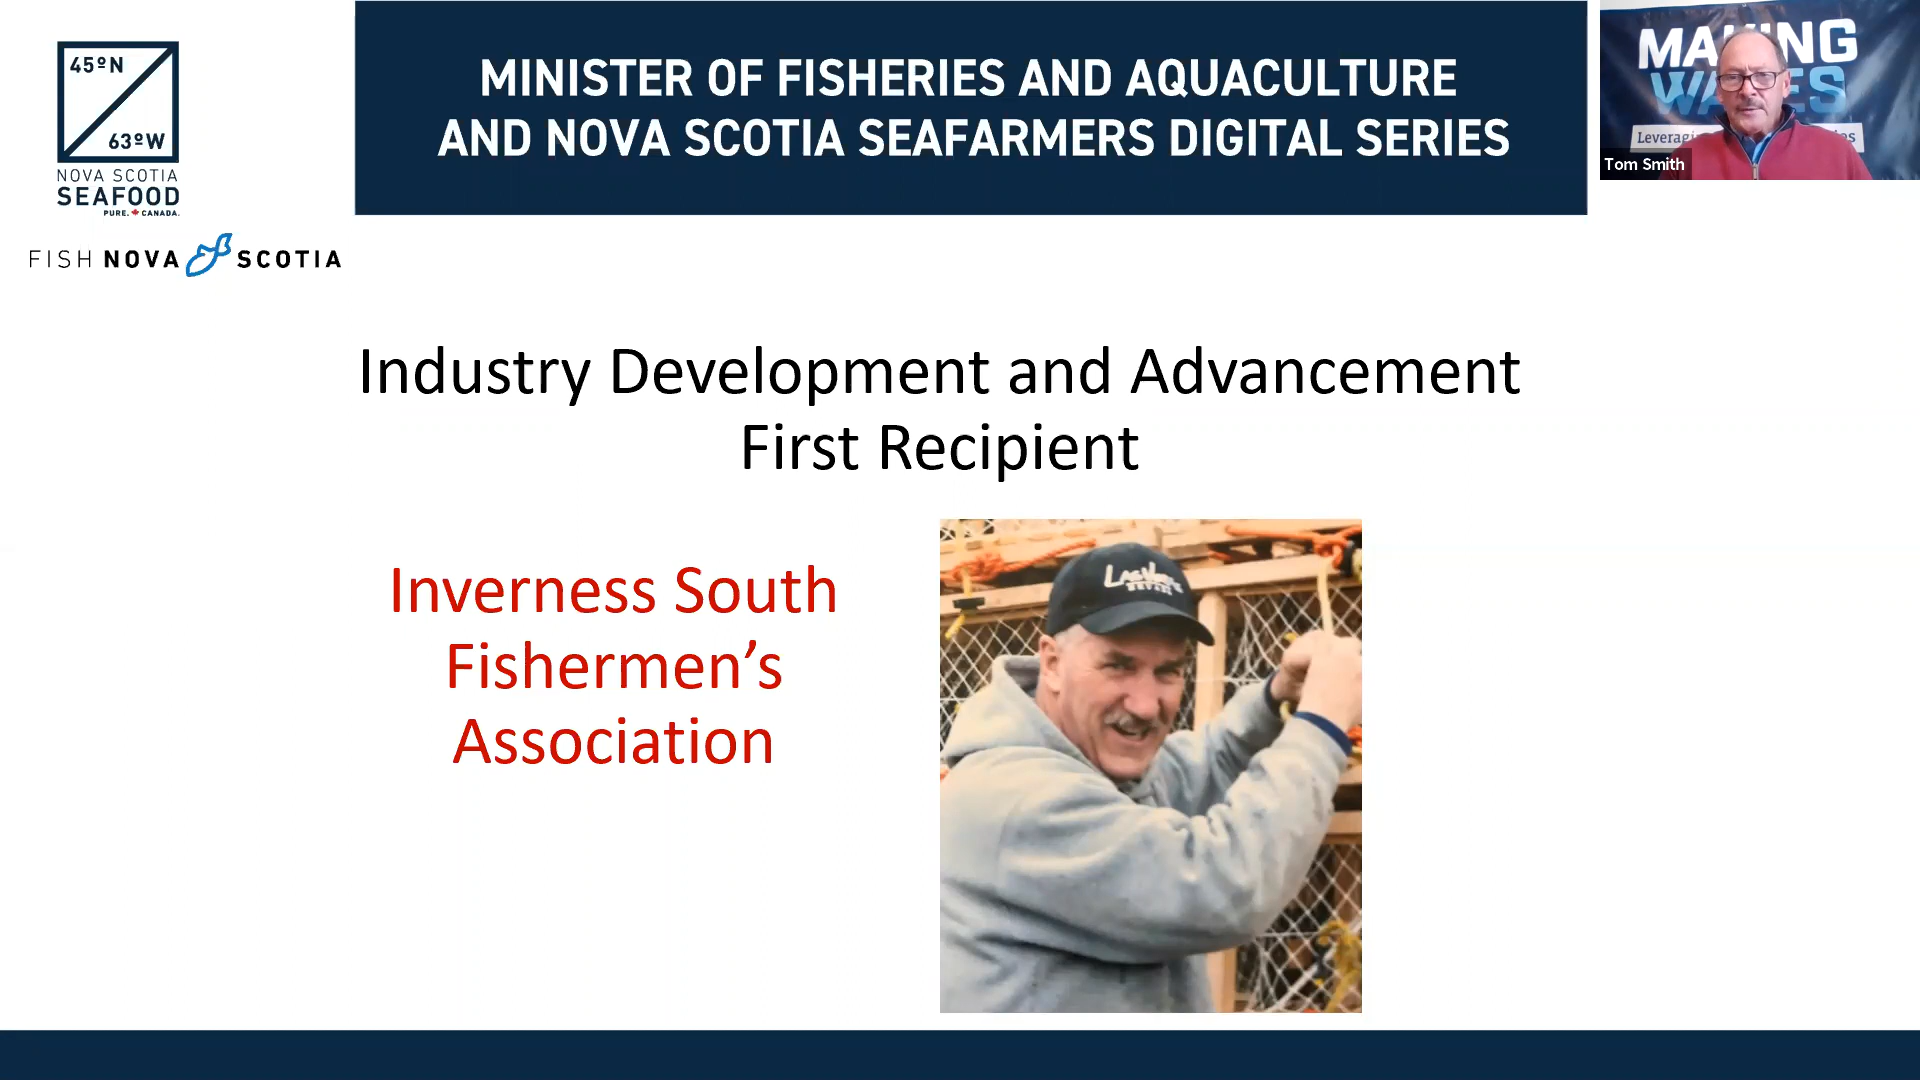 45ºN
63ºW
NOVA SCOTIA
SEAFOOD
PURE. CANADA.
FISH NOVA SCOTIA
MINISTER OF FISHERIES AND AQUACULTURE
AND NOVA SCOTIA SEAFARMERS DIGITAL SERIES
Tom Smith
Industry Development and Advancement
First Recipient
Inverness South
Fishermen’s
Association